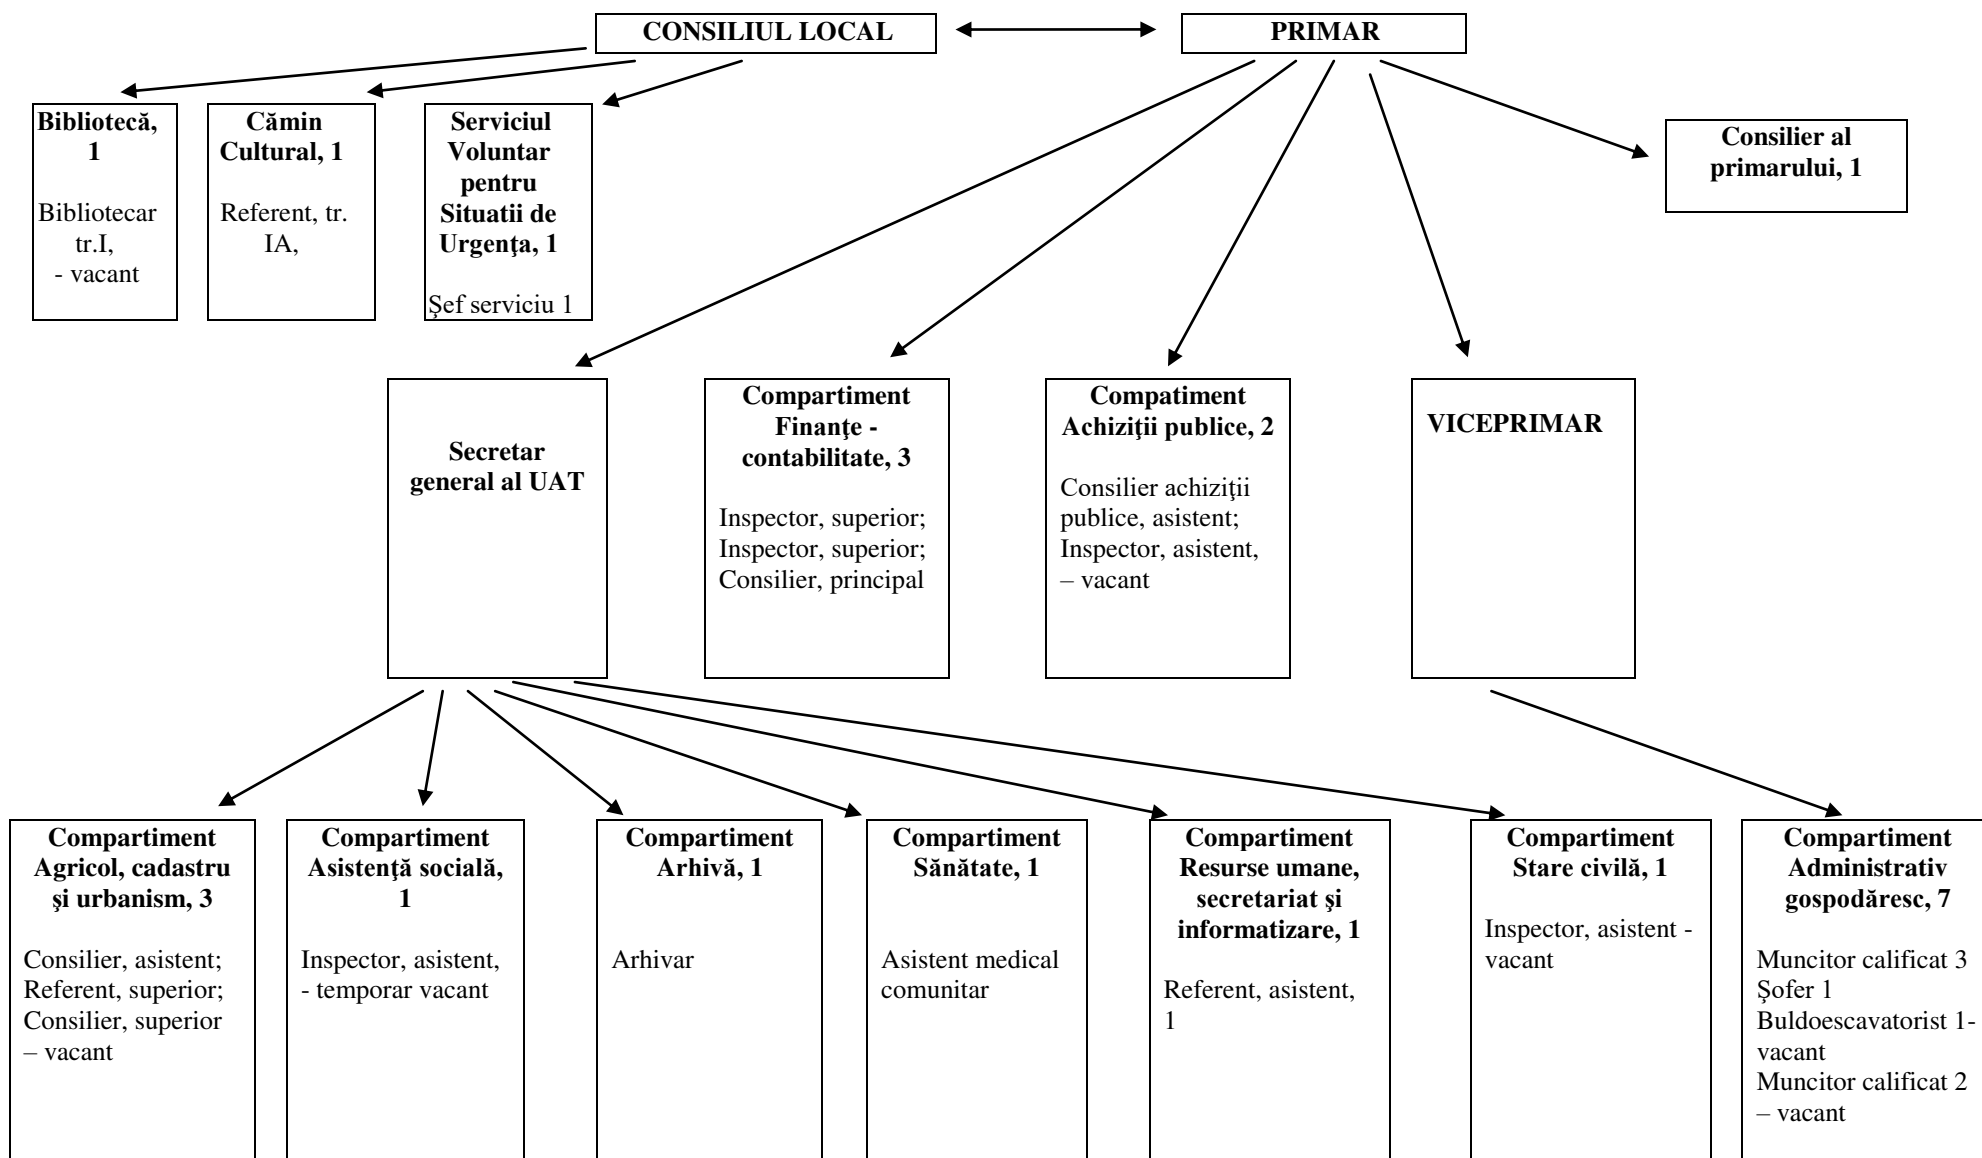 CONSILIUL LOCAL
PRIMAR
Bibliotecă,
1
Bibliotecar
tr.I,
- vacant
Cămin
Cultural, 1
Referent, tr.
IA,
Serviciul
Voluntar
pentru
Situatii de
Urgenţa, 1
Şef serviciu 1
Consilier al
primarului, 1
Secretar
general al UAT
Compartiment
Finanţe -
contabilitate, 3
Inspector, superior;
Inspector, superior;
Consilier, principal
Compatiment
Achiziţii publice, 2
Consilier achiziţii
publice, asistent;
Inspector, asistent,
– vacant
VICEPRIMAR
Compartiment
Agricol, cadastru
şi urbanism, 3
Consilier, asistent;
Referent, superior;
Consilier, superior
– vacant
Compartiment
Asistenţă socială,
1
Inspector, asistent,
- temporar vacant
Compartiment
Arhivă, 1
Arhivar
Compartiment
Sănătate, 1
Asistent medical
comunitar
Compartiment
Resurse umane,
secretariat şi
informatizare, 1
Referent, asistent,
1
Compartiment
Stare civilă, 1
Inspector, asistent -
vacant
Compartiment
Administrativ
gospodăresc, 7
Muncitor calificat 3
Şofer 1
Buldoescavatorist 1-
vacant
Muncitor calificat 2
– vacant